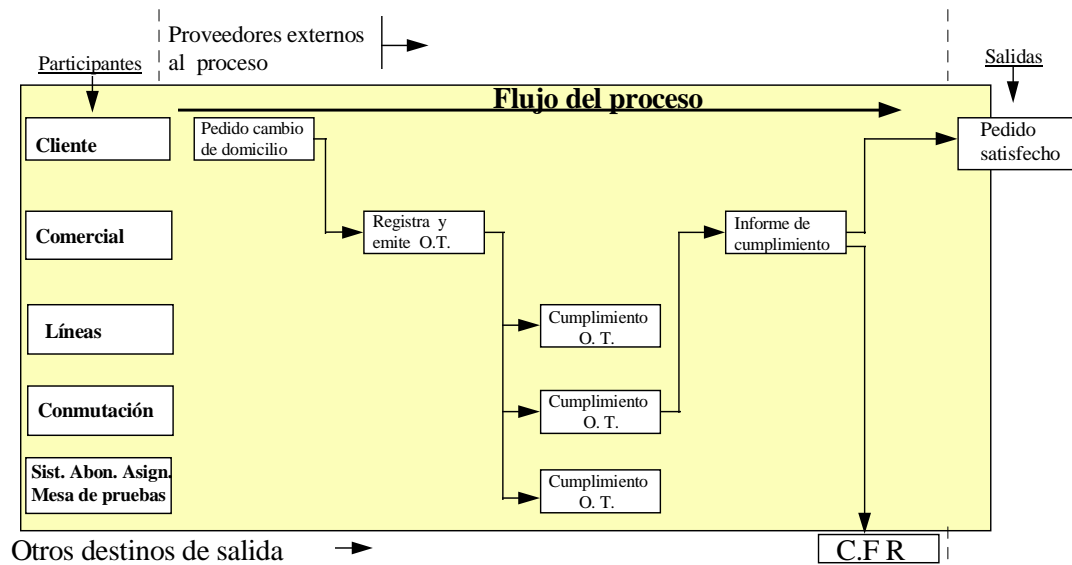 Proveedores externos
al proceso
Participantes
Salidas
Flujo del proceso
Cliente
Pedido cambio
de domicilio
Pedido
satisfecho
Comercial
Registra y
emite O.T.
Informe de
cumplimiento
Líneas
Cumplimiento
O. T.
Conmutación
Cumplimiento
O. T.
Sist. Abon. Asign.
Mesa de pruebas
Cumplimiento
O. T.
Otros destinos de salida
C.F R